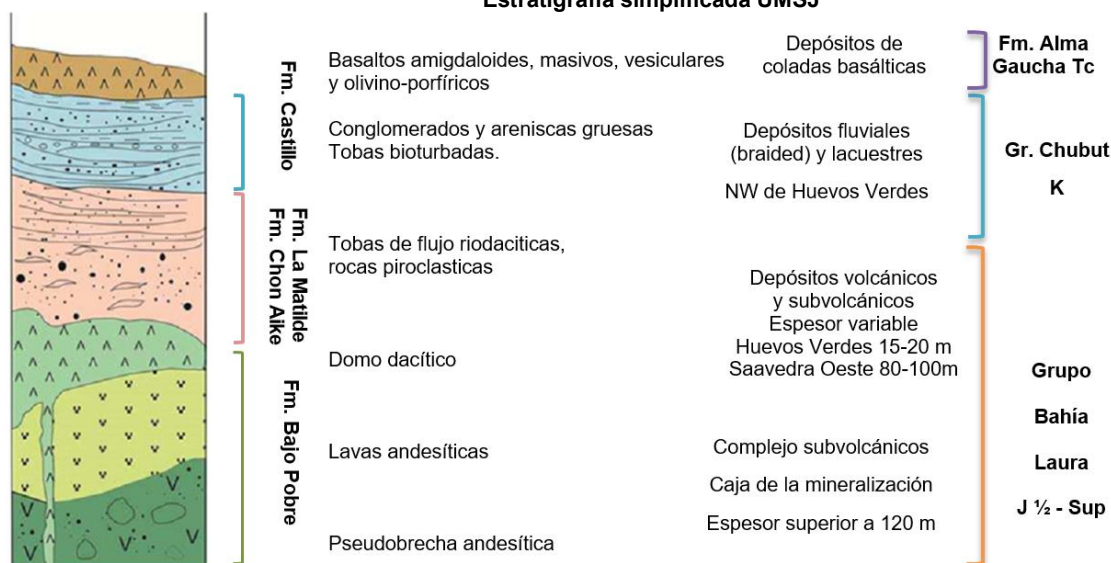 Estratigrafía simplificada UMSJ
Fm. Castillo
Fm. La Matilde
Fm. Chon Aike
Fm. Bajo Pobre
Basaltos amigdaloides, masivos, vesiculares
y olivino-porfíricos
Conglomerados y areniscas gruesas
Tobas bioturbadas.
Tobas de flujo riodaciticas,
rocas piroclasticas
Domo dacítico
Lavas andesíticas
Pseudobrecha andesítica
Depósitos de
coladas basálticas
Depósitos fluviales
(braided) y lacuestres
NW de Huevos Verdes
Depósitos volcánicos
y subvolcánicos
Espesor variable
Huevos Verdes 15-20 m
Saavedra Oeste 80-100m
Complejo subvolcánicos
Caja de la mineralización
Espesor superior a 120 m
Fm. Alma
Gaucha Tc
Gr. Chubut
K
Grupo
Bahía
Laura
J ½ - Sup